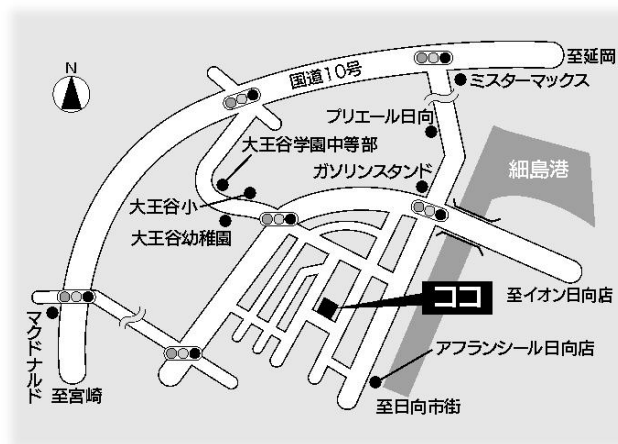 N
国道10号
至延岡
ミスターマックス
プリエール日向
大王谷学園中等部
ガソリンスタンド
細島港
大王谷小
大王谷幼稚園
ココ
至イオン日向店
マクドナルド
至宮崎
アフランシール日向店
至日向市街